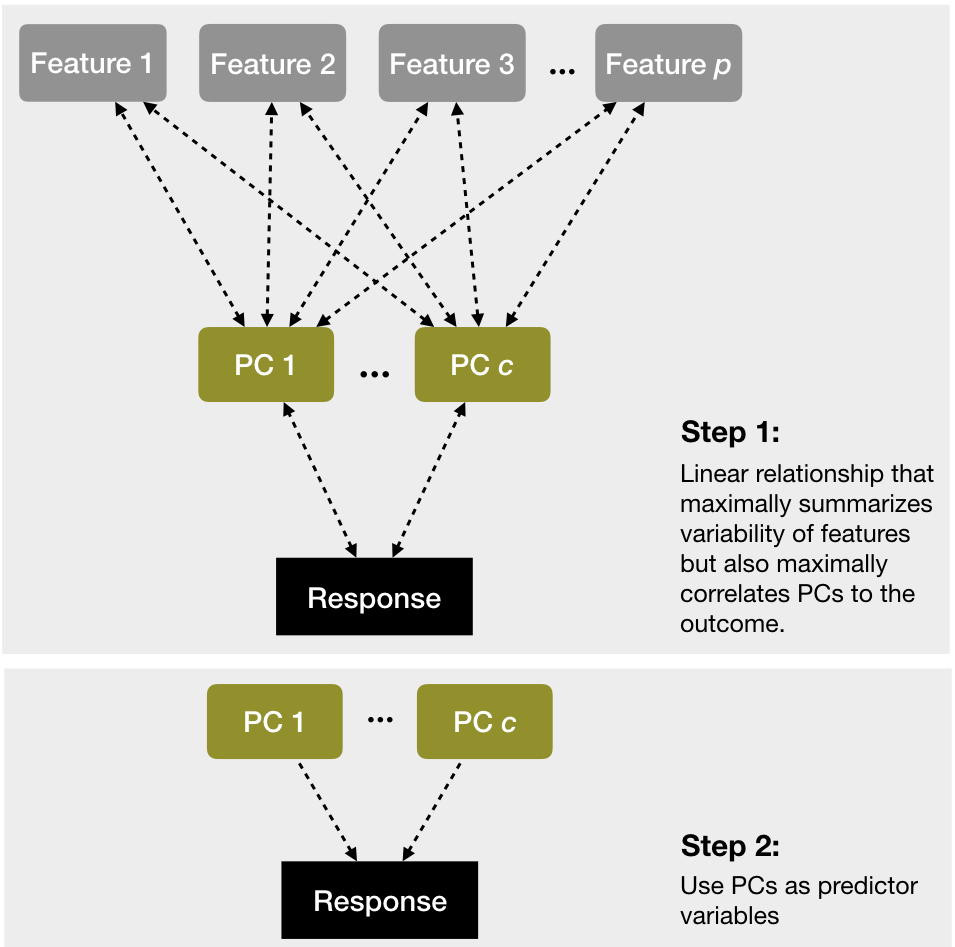 Feature 1
Feature 2
Feature 3
...
Feature p
PC 1
...
PC c
Step 1:
Linear relationship that
maximally summarizes
variability of features
but also maximally
correlates PCs to the
outcome.
Response
PC 1
...
PC c
Step 2:
Use PCs as predictor
variables
Response